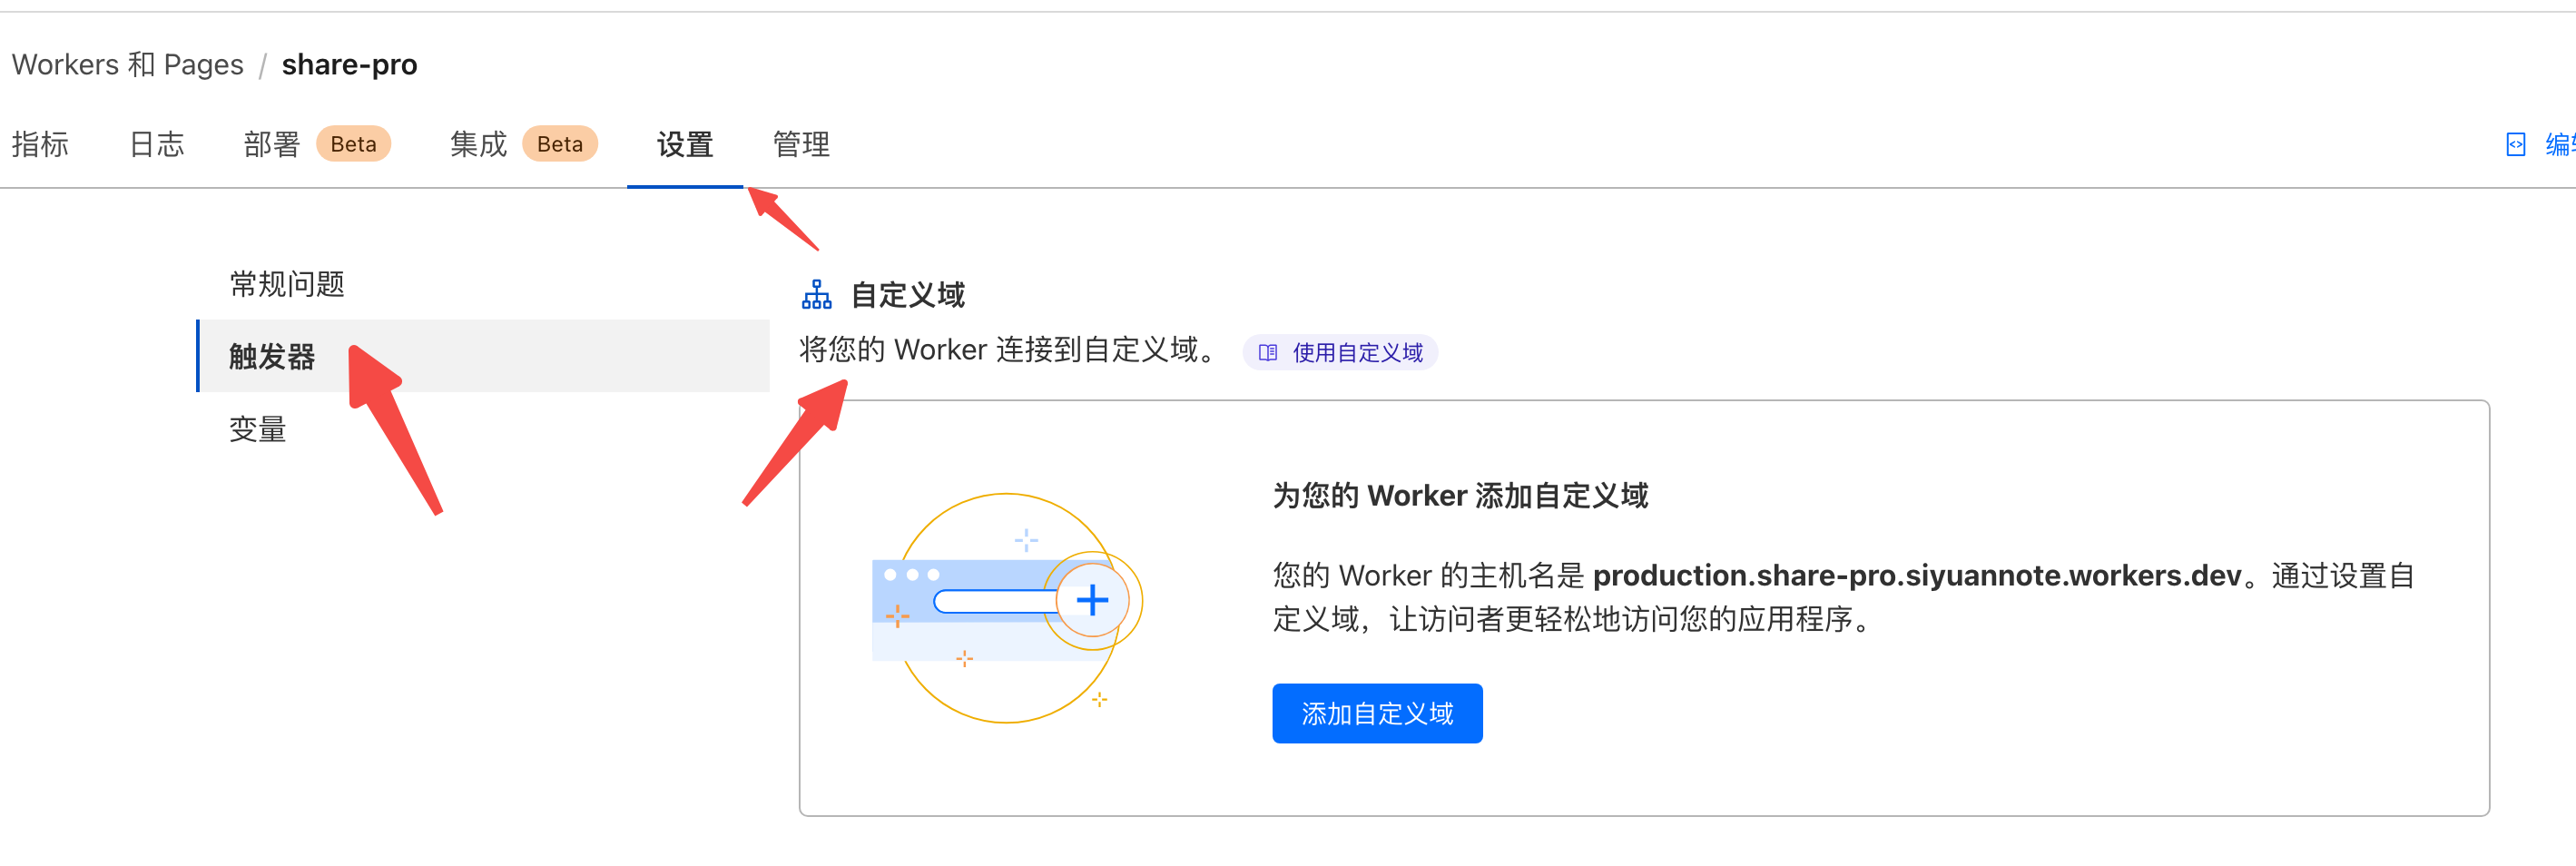 Workers 和 Pages / share-pro
指标 日志 部署 Beta 集成 Beta 设置 管理
常规问题
触发器
变量
自定义域
将您的 Worker 连接到自定义域。 使用自定义域
为您的 Worker 添加自定义域
您的 Worker 的主机名是 production.share-pro.siyuannote.workers.dev。通过设置自
定义域，让访问者更轻松地访问您的应用程序。
添加自定义域